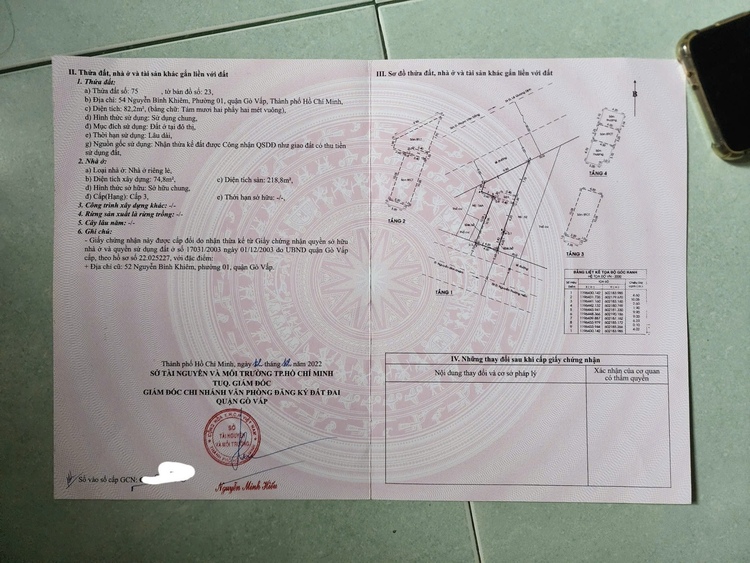 II. Thửa đất, nhà ở và tài sản khác gắn liền với đất
1. Thửa đất:
a) Thửa đất số: 75 , tờ bản đồ số: 23,
b) Địa chỉ: 54 Nguyễn Bỉnh Khiêm, Phường 01, quận Gò Vấp, Thành phố Hồ Chí Minh,
c) Diện tích: 82,2m², (bằng chữ: Tám mươi hai phẩy hai mét vuông),
d) Hình thức sử dụng: Sử dụng chung,
đ) Mục đích sử dụng: Đất ở tại đô thị,
e) Thời hạn sử dụng: Lâu dài,
g) Nguồn gốc sử dụng: Nhận thừa kế đất được Công nhận QSDĐ như giao đất có thu tiền
sử dụng đất,
2. Nhà ở:
a) Loại nhà ở: Nhà ở riêng lẻ,
b) Diện tích xây dựng: 74,8m², c) Diện tích sàn: 218,8m²,
d) Hình thức sở hữu: Sở hữu chung,
đ) Cấp(Hạng): Cấp 3, e) Thời hạn sở hữu: -/-,
3. Công trình xây dựng khác: -/-
4. Rừng sản xuất là rừng trồng: -/-
5. Cây lâu năm: -/-
6. Ghi chú:
- Giấy chứng nhận này được cấp đổi do nhận thừa kế từ Giấy chứng nhận quyền sở hữu
nhà ở và quyền sử dụng đất ở số 17031/2003 ngày 01/12/2003 do UBND quận Gò Vấp
cấp, theo hồ sơ số 22.025227, với đặc điểm:
+ Địa chỉ cũ: 52 Nguyễn Bỉnh Khiêm, phường 01, quận Gò Vấp.
Thành phố Hồ Chí Minh, ngày tháng năm 2022
SỞ TÀI NGUYÊN VÀ MÔI TRƯỜNG TP.HỒ CHÍ MINH
TUQ. GIÁM ĐỐC
GIÁM ĐỐC CHI NHÁNH VĂN PHÒNG ĐĂNG KÝ ĐẤT ĐAI
QUẬN GÒ VẤP
SỞ
TÀI NGUYÊN
VÀ MÔI TRƯỜNG
Nguyễn Minh Hiếu
Số vào sổ cấp GCN:
III. Sơ đồ thửa đất, nhà ở và tài sản khác gắn liền với đất
B
TẦNG 4
TẦNG 2
TẦNG 3
TẦNG 1
BẢNG LIỆT KÊ TỌA ĐỘ GÓC RANH
IV. Những thay đổi sau khi cấp giấy chứng nhận
Nội dung thay đổi và cơ sở pháp lý
Xác nhận của cơ quan
có thẩm quyền